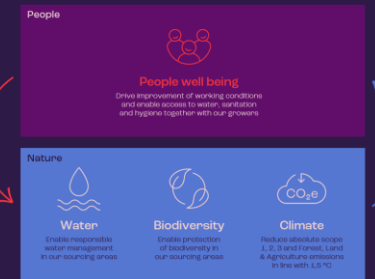 People
People well being
Drive improvement of working conditions
and enable access to water, sanitation
and hygiene together with our growers
Nature
CO₂e
Water
Enable responsible
water management
in our sourcing areas
Biodiversity
Enable protection
of biodiversity in
our sourcing areas
Climate
Reduce absolute scope
1, 2, 3 and Forest, Land
& Agriculture emissions
in line with 1,5 °C